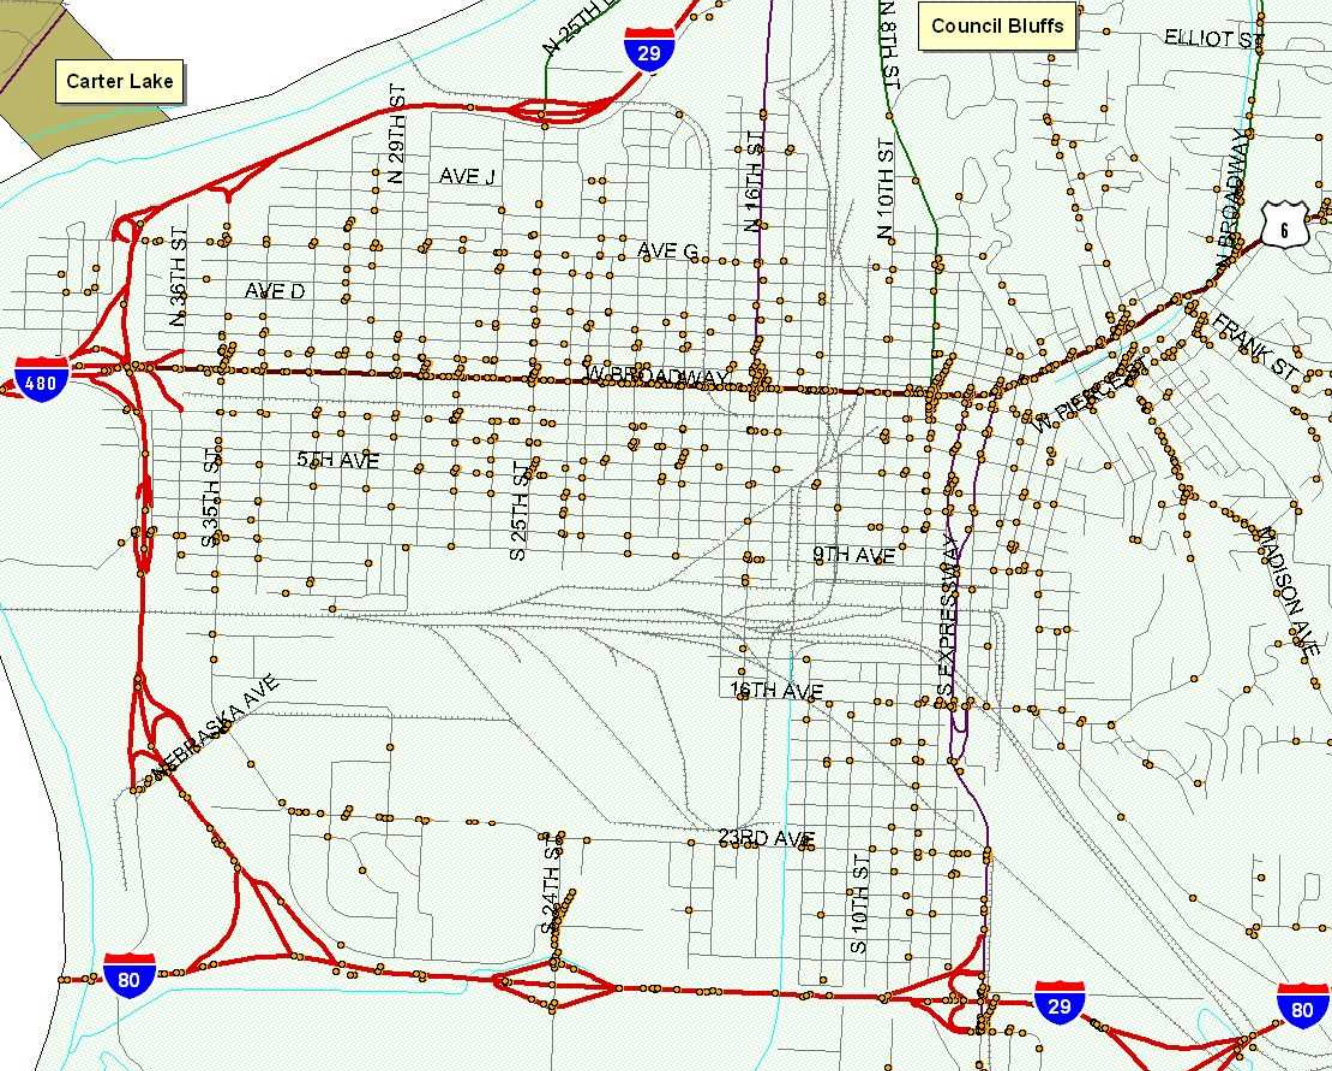 Council Bluffs
Carter Lake
N 25TH
29
N 8TH ST
ELLIOT ST
N 29TH ST
AVE J
N 16TH ST
N 10TH ST
N BROADWAY
6
N 36TH ST
AVE G
AVE D
FRANK ST
480
W BROADWAY
W PIERCE ST
5TH AVE
S 35TH ST
S 25TH ST
9TH AVE
S EXPRESSWAY
MADISON AVE
16TH AVE
NEBRASKA AVE
23RD AVE
S 24TH ST
S 10TH ST
80
29
80